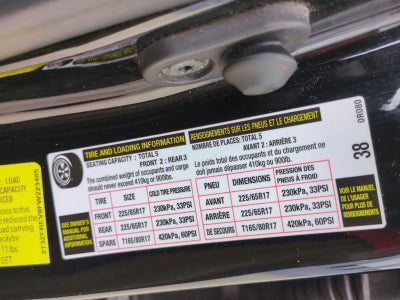 TIRE AND LOADING INFORMATION
SEATING CAPACITY : TOTAL 5
FRONT 2 : REAR 3
The combined weight of occupants and cargo
should never exceed 410kg or 900lb.
TIRE SIZE COLD TIRE PRESSURE
FRONT 225/65R17 230kPa, 33PSI
REAR 225/65R17 230kPa, 33PSI
SPARE T165/80R17 420kPa, 60PSI
SEE OWNER'S
MANUAL FOR
ADDITIONAL
INFORMATION
RENSEIGNEMENTS SUR LES PNEUS ET LE CHARGEMENT
NOMBRE DE PLACES: TOTAL 5
AVANT 2 : ARRIÈRE 3
Le poids total des occupants et du chargement ne
doit jamais dépasser 410kg ou 900lb.
PNEU DIMENSIONS PRESSION DES
PNEUS À FROID
AVANT 225/65R17 230kPa, 33PSI
ARRIÈRE 225/65R17 230kPa, 33PSI
DE SECOURS T165/80R17 420kPa, 60PSI
VOIR LE MANUEL
DE L'USAGER
POUR PLUS DE
RENSEIGNEMENTS
38
0R080
LOAD
CAPACITY